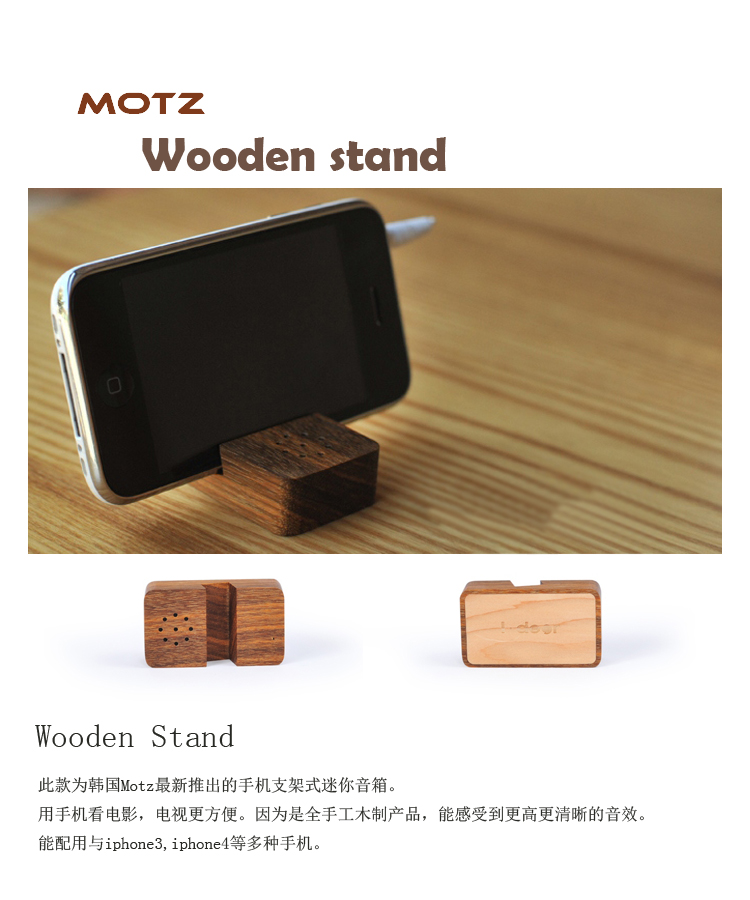 MOTZ
Wooden stand
Wooden Stand
此款为韩国Motz最新推出的手机支架式迷你音箱。
用手机看电影，电视更方便。因为是全手工木制产品，能感受到更高更清晰的音效。
能配用与iphone3,iphone4等多种手机。